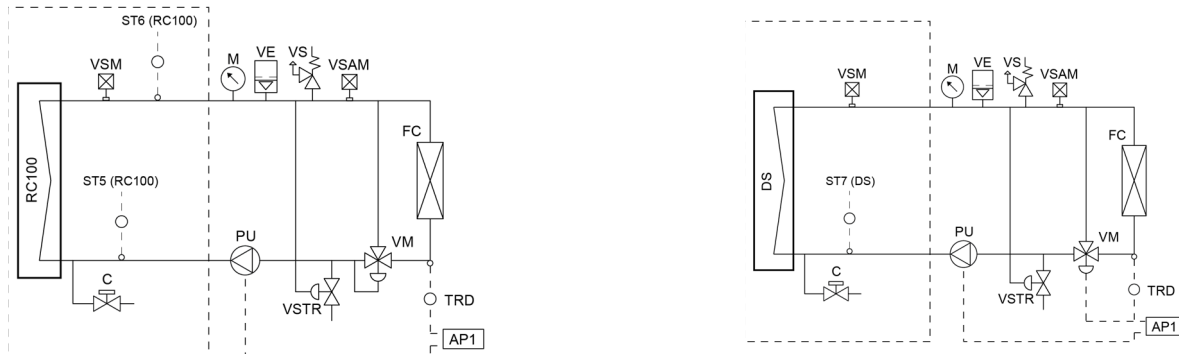 ST6 (RC100)
VSM
M
VE
VS
VSAM
RC100
FC
ST5 (RC100)
PU
VM
C
VSTR
TRD
AP1
VSM
M
VE
VS
VSAM
DS
FC
ST7 (DS)
PU
VM
C
VSTR
TRD
AP1